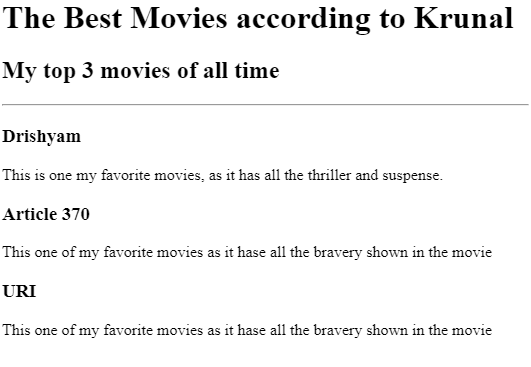 The Best Movies according to Krunal
My top 3 movies of all time
Drishyam
This is one my favorite movies, as it has all the thriller and suspense.
Article 370
This one of my favorite movies as it hase all the bravery shown in the movie
URI
This one of my favorite movies as it hase all the bravery shown in the movie